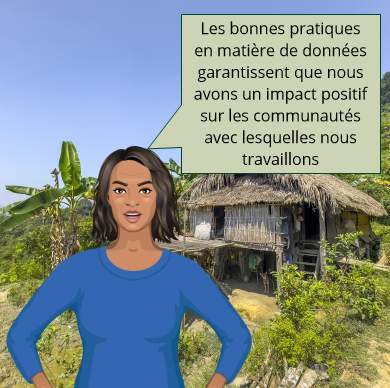 Les bonnes pratiques
en matière de données
garantissent que nous
avons un impact positif
sur les communautés
avec lesquelles nous
travaillons